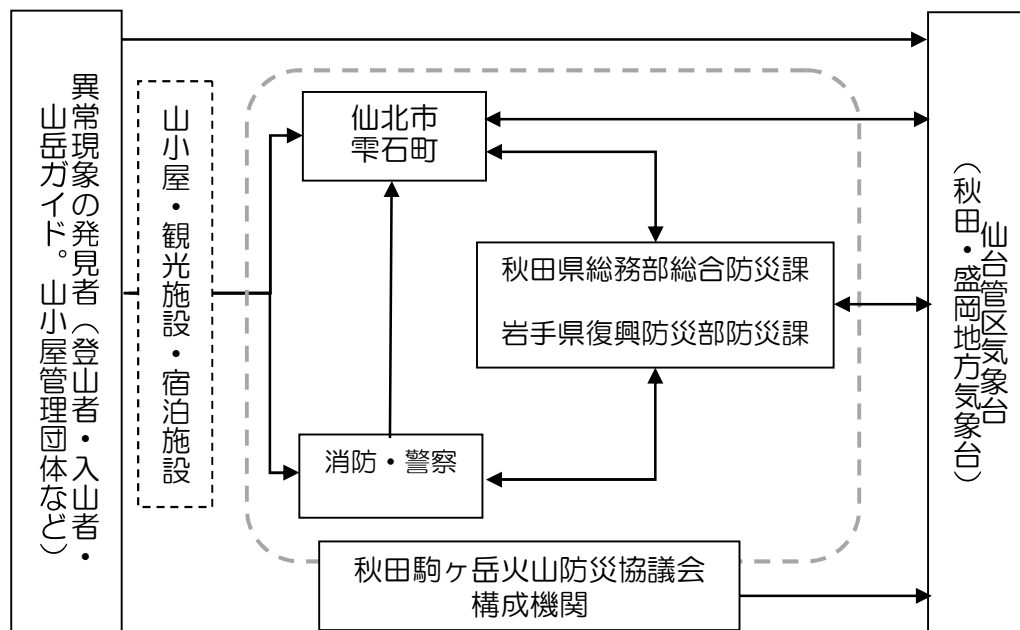 異常現象の発見者（登山者・入山者・
山岳ガイド。山小屋管理団体など）
山小屋・観光施設・宿泊施設
仙北市
雫石町
秋田県総務部総合防災課
岩手県復興防災部防災課
消防・警察
秋田駒ヶ岳火山防災協議会
構成機関
仙台管区気象台
（秋田・盛岡地方気象台）